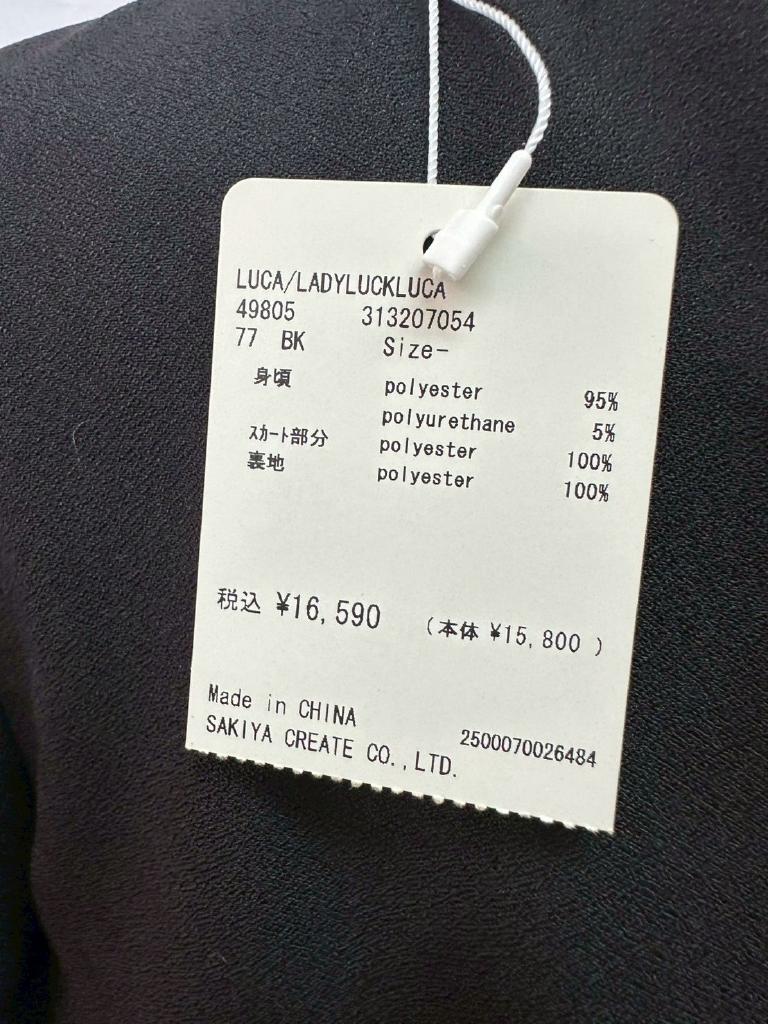 LUCA/LADYLUCKLUCA
49805 313207054
77 BK Size-
身頃 polyester 95%
polyurethane 5%
ｽｶｰﾄ部分 polyester 100%
裏地 polyester 100%
税込 ¥16,590 (本体 ¥15,800 )
Made in CHINA
SAKIYA CREATE CO.,LTD. 2500070026484